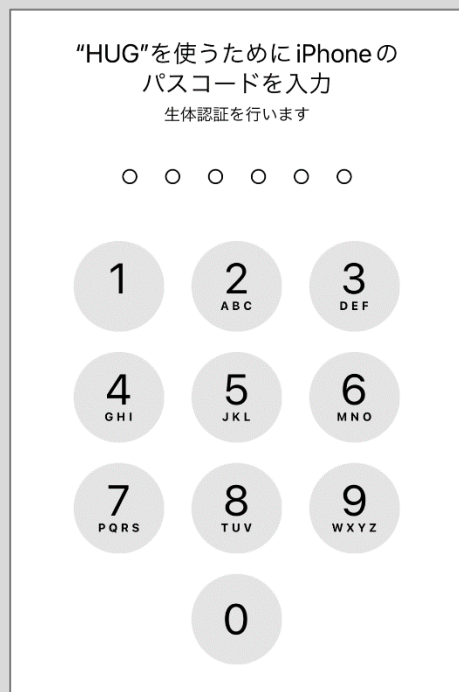 “HUG”を使うためにiPhoneの
パスコードを入力
生体認証を行います
1 2 3
ABC DEF
4 5 6
GHI JKL MNO
7 8 9
PQRS TUV WXYZ
0